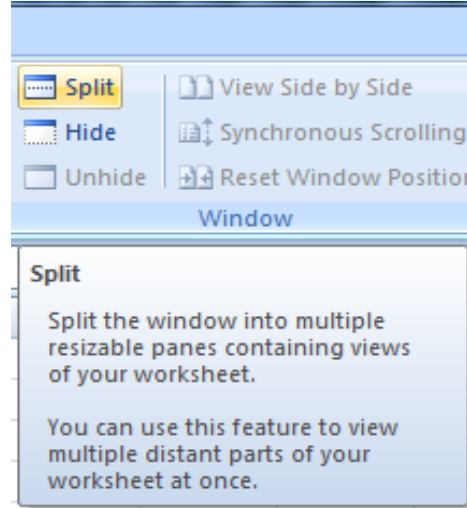 Split
View Side by Side
Hide
Synchronous Scrolling
Unhide
Reset Window Position
Window
Split
Split the window into multiple
resizable panes containing views
of your worksheet.
You can use this feature to view
multiple distant parts of your
worksheet at once.